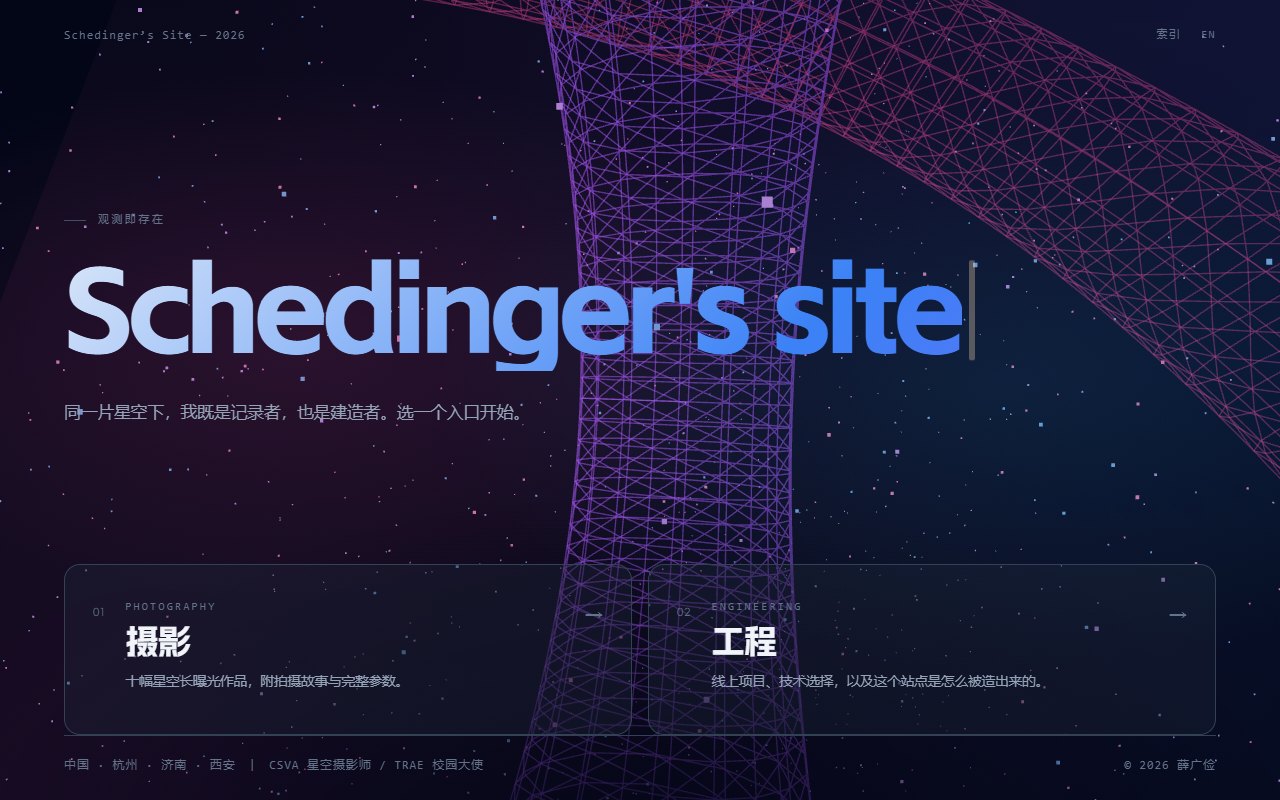 Schedinger's Site — 2026
索引 EN
观测即存在
Schedinger's site
同一片星空下，我既是记录者，也是建造者。选一个入口开始。
01 PHOTOGRAPHY →
摄影
十幅星空长曝光作品，附拍摄故事与完整参数。
02 ENGINEERING →
工程
线上项目、技术选择，以及这个站点是怎么被造出来的。
中国 · 杭州 · 济南 · 西安 | CSVA 星空摄影师 / TRAE 校园大使
© 2026 薛广俭